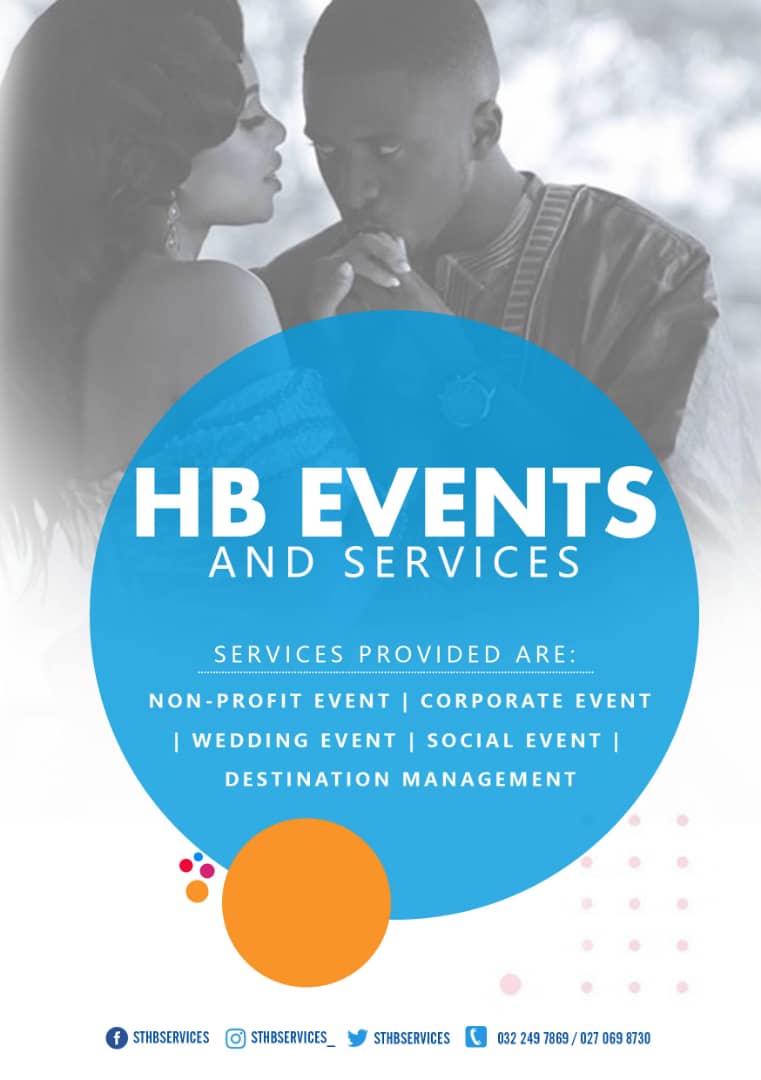 HB EVENTS
AND SERVICES
SERVICES PROVIDED ARE:
NON-PROFIT EVENT | CORPORATE EVENT
| WEDDING EVENT | SOCIAL EVENT |
DESTINATION MANAGEMENT
STHBSERVICES STHBSERVICES_ STHBSERVICES 032 249 7869 / 027 069 8730